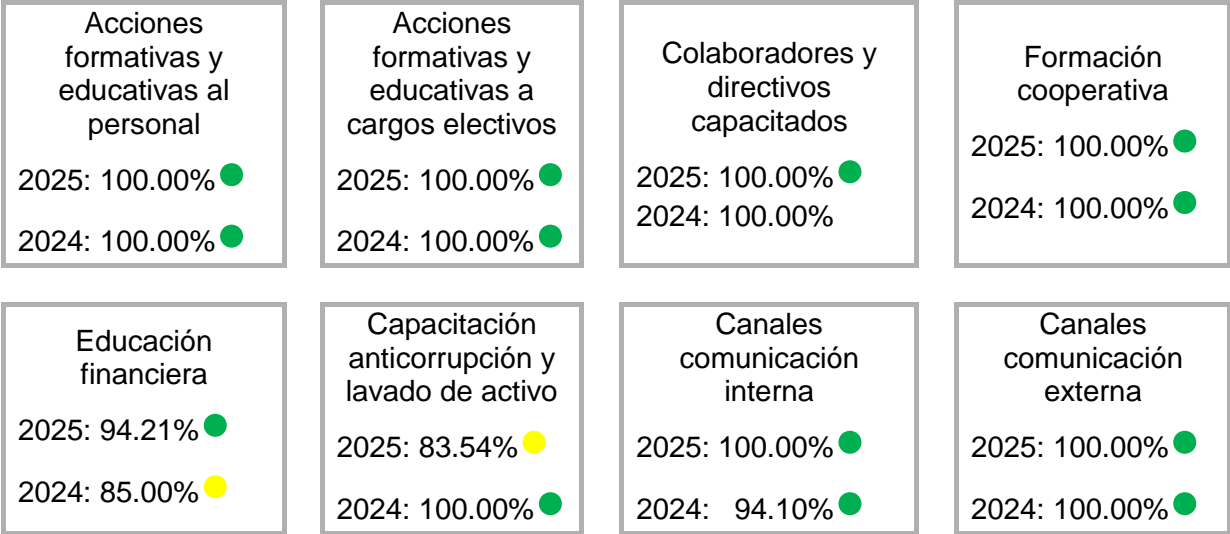 Acciones
formativas y
educativas al
personal
2025: 100.00%
2024: 100.00%
Acciones
formativas y
educativas a
cargos electivos
2025: 100.00%
2024: 100.00%
Colaboradores y
directivos
capacitados
2025: 100.00%
2024: 100.00%
Formación
cooperativa
2025: 100.00%
2024: 100.00%
Educación
financiera
2025: 94.21%
2024: 85.00%
Capacitación
anticorrupción y
lavado de activo
2025: 83.54%
2024: 100.00%
Canales
comunicación
interna
2025: 100.00%
2024: 94.10%
Canales
comunicación
externa
2025: 100.00%
2024: 100.00%